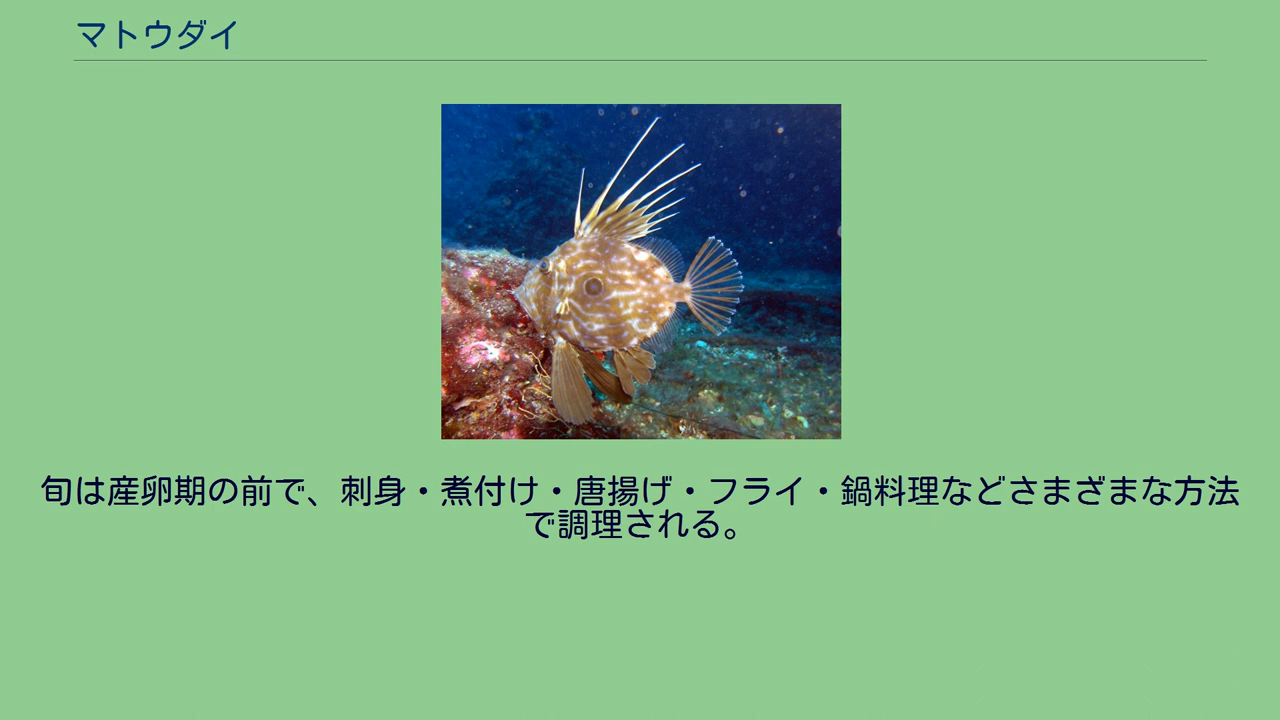 マトウダイ
旬は産卵期の前で、刺身・煮付け・唐揚げ・フライ・鍋料理などさまざまな方法
で調理される。